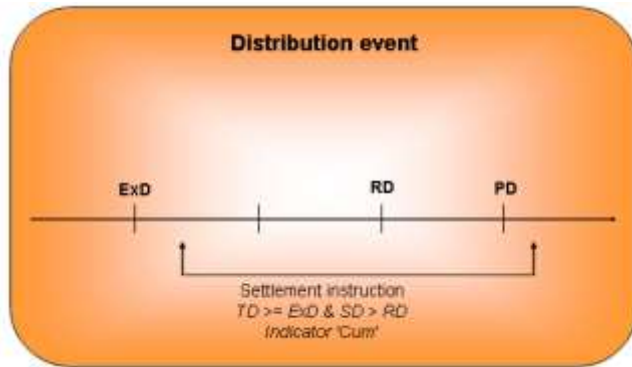 Distribution event
ExD RD PD
Settlement instruction
TD >= ExD & SD > RD
Indicator 'Cum'